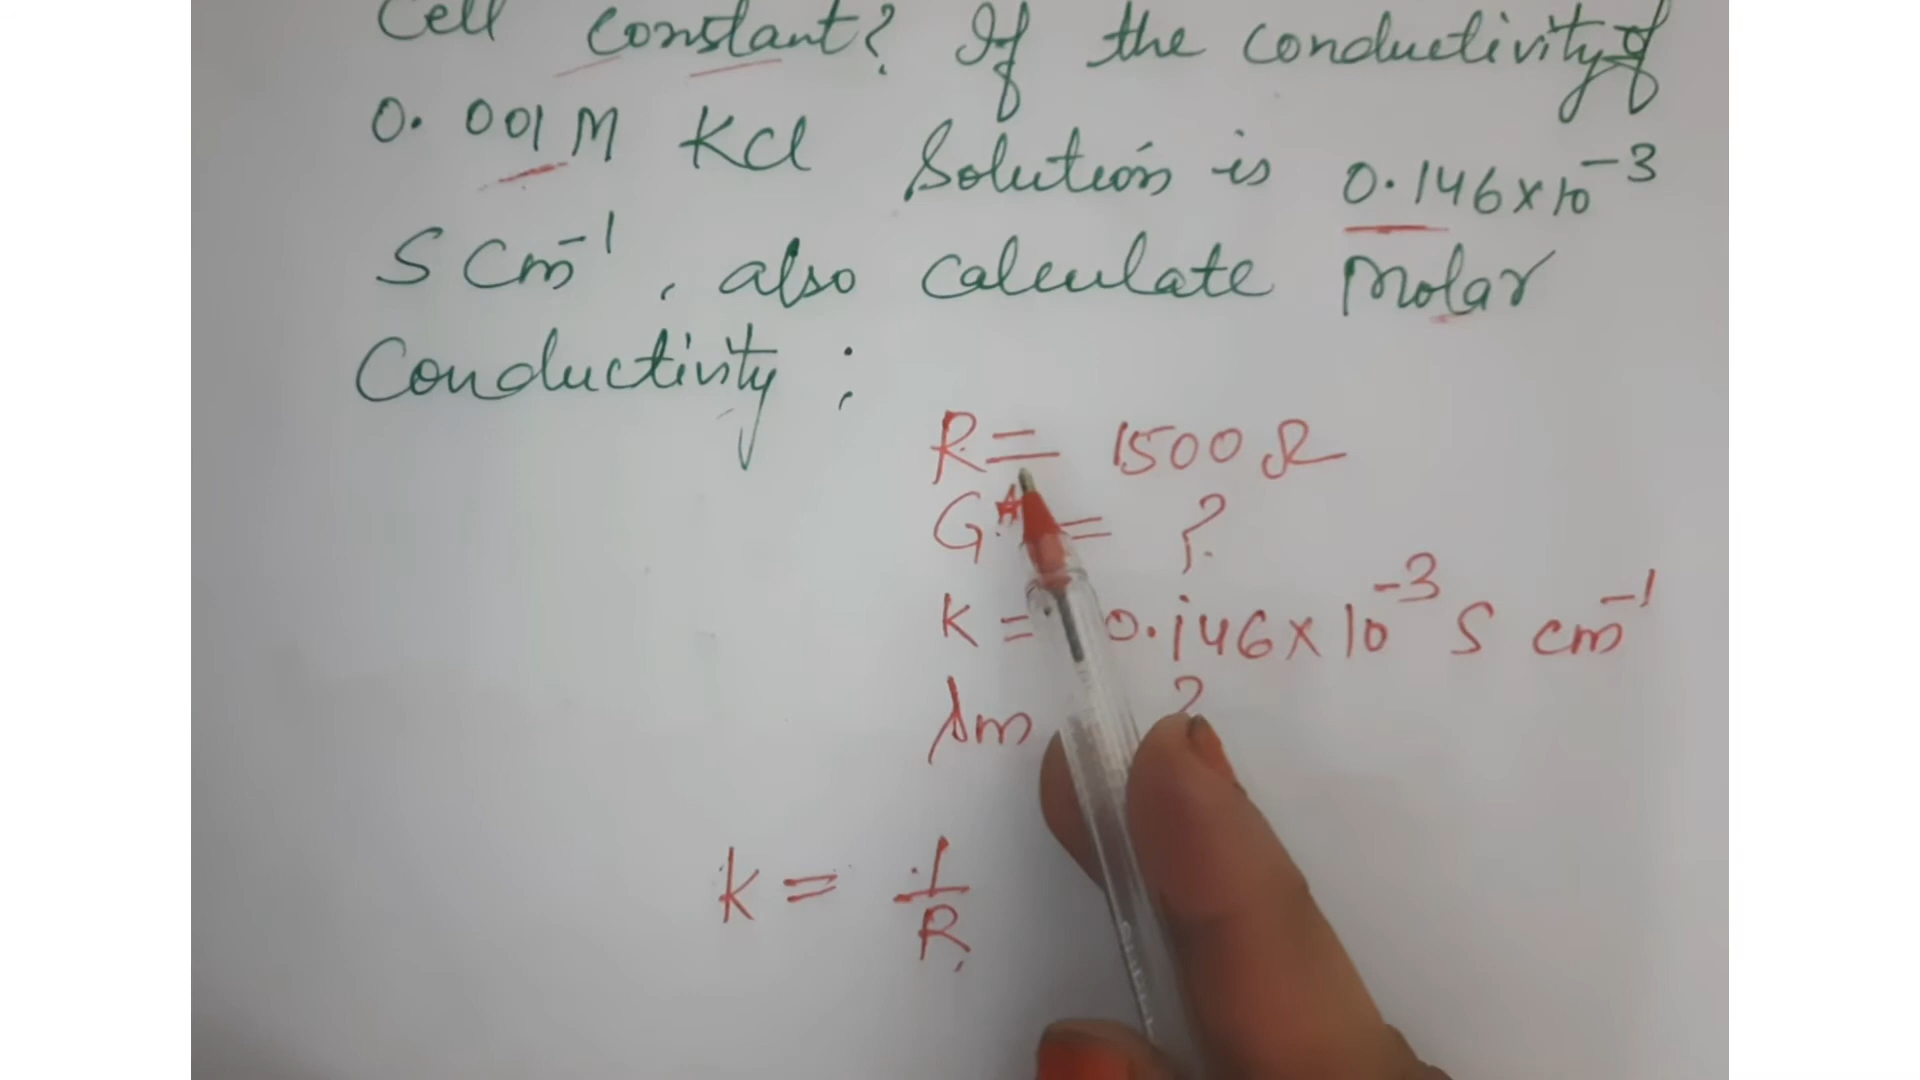 Cell constant? If the conductivity of
0.001M KCl Solution is 0.146×10⁻³
S Cm⁻¹, also calculate Molar
Conductivity :
R = 1500 Ω
G* = ?
K = 0.146×10⁻³ S cm⁻¹
Λm ?
k = 1/R